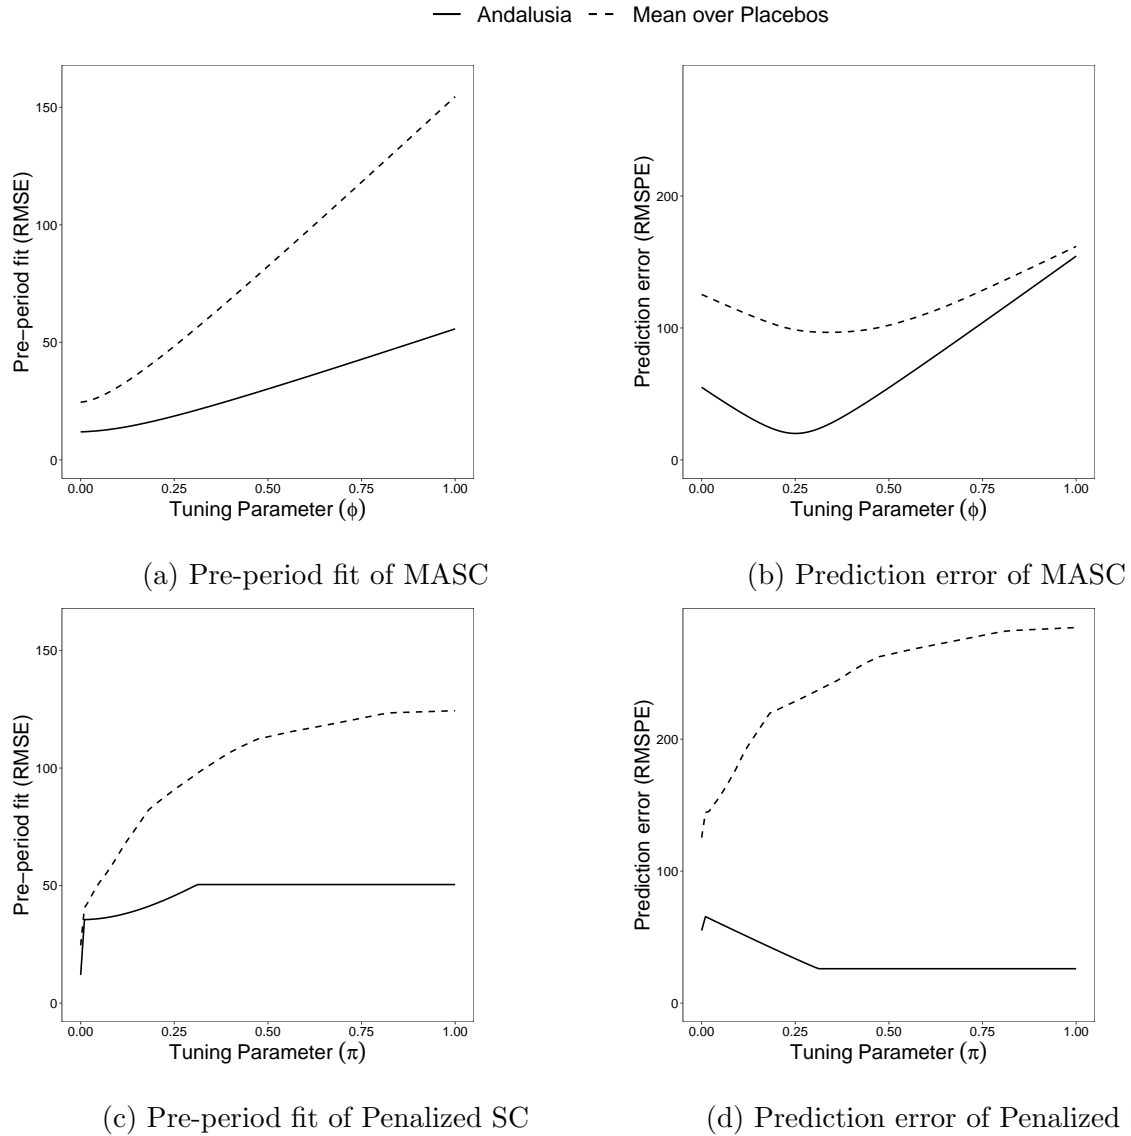 Andalusia Mean over Placebos
Pre−period fit (RMSE)
150
100
50
0
0.00 0.25 0.50 0.75 1.00
Tuning Parameter (ϕ)
(a) Pre-period fit of MASC
Prediction error (RMSPE)
200
100
0
0.00 0.25 0.50 0.75 1.00
Tuning Parameter (ϕ)
(b) Prediction error of MASC
Pre−period fit (RMSE)
150
100
50
0
0.00 0.25 0.50 0.75 1.00
Tuning Parameter (π)
(c) Pre-period fit of Penalized SC
Prediction error (RMSPE)
200
100
0
0.00 0.25 0.50 0.75 1.00
Tuning Parameter (π)
(d) Prediction error of Penalized